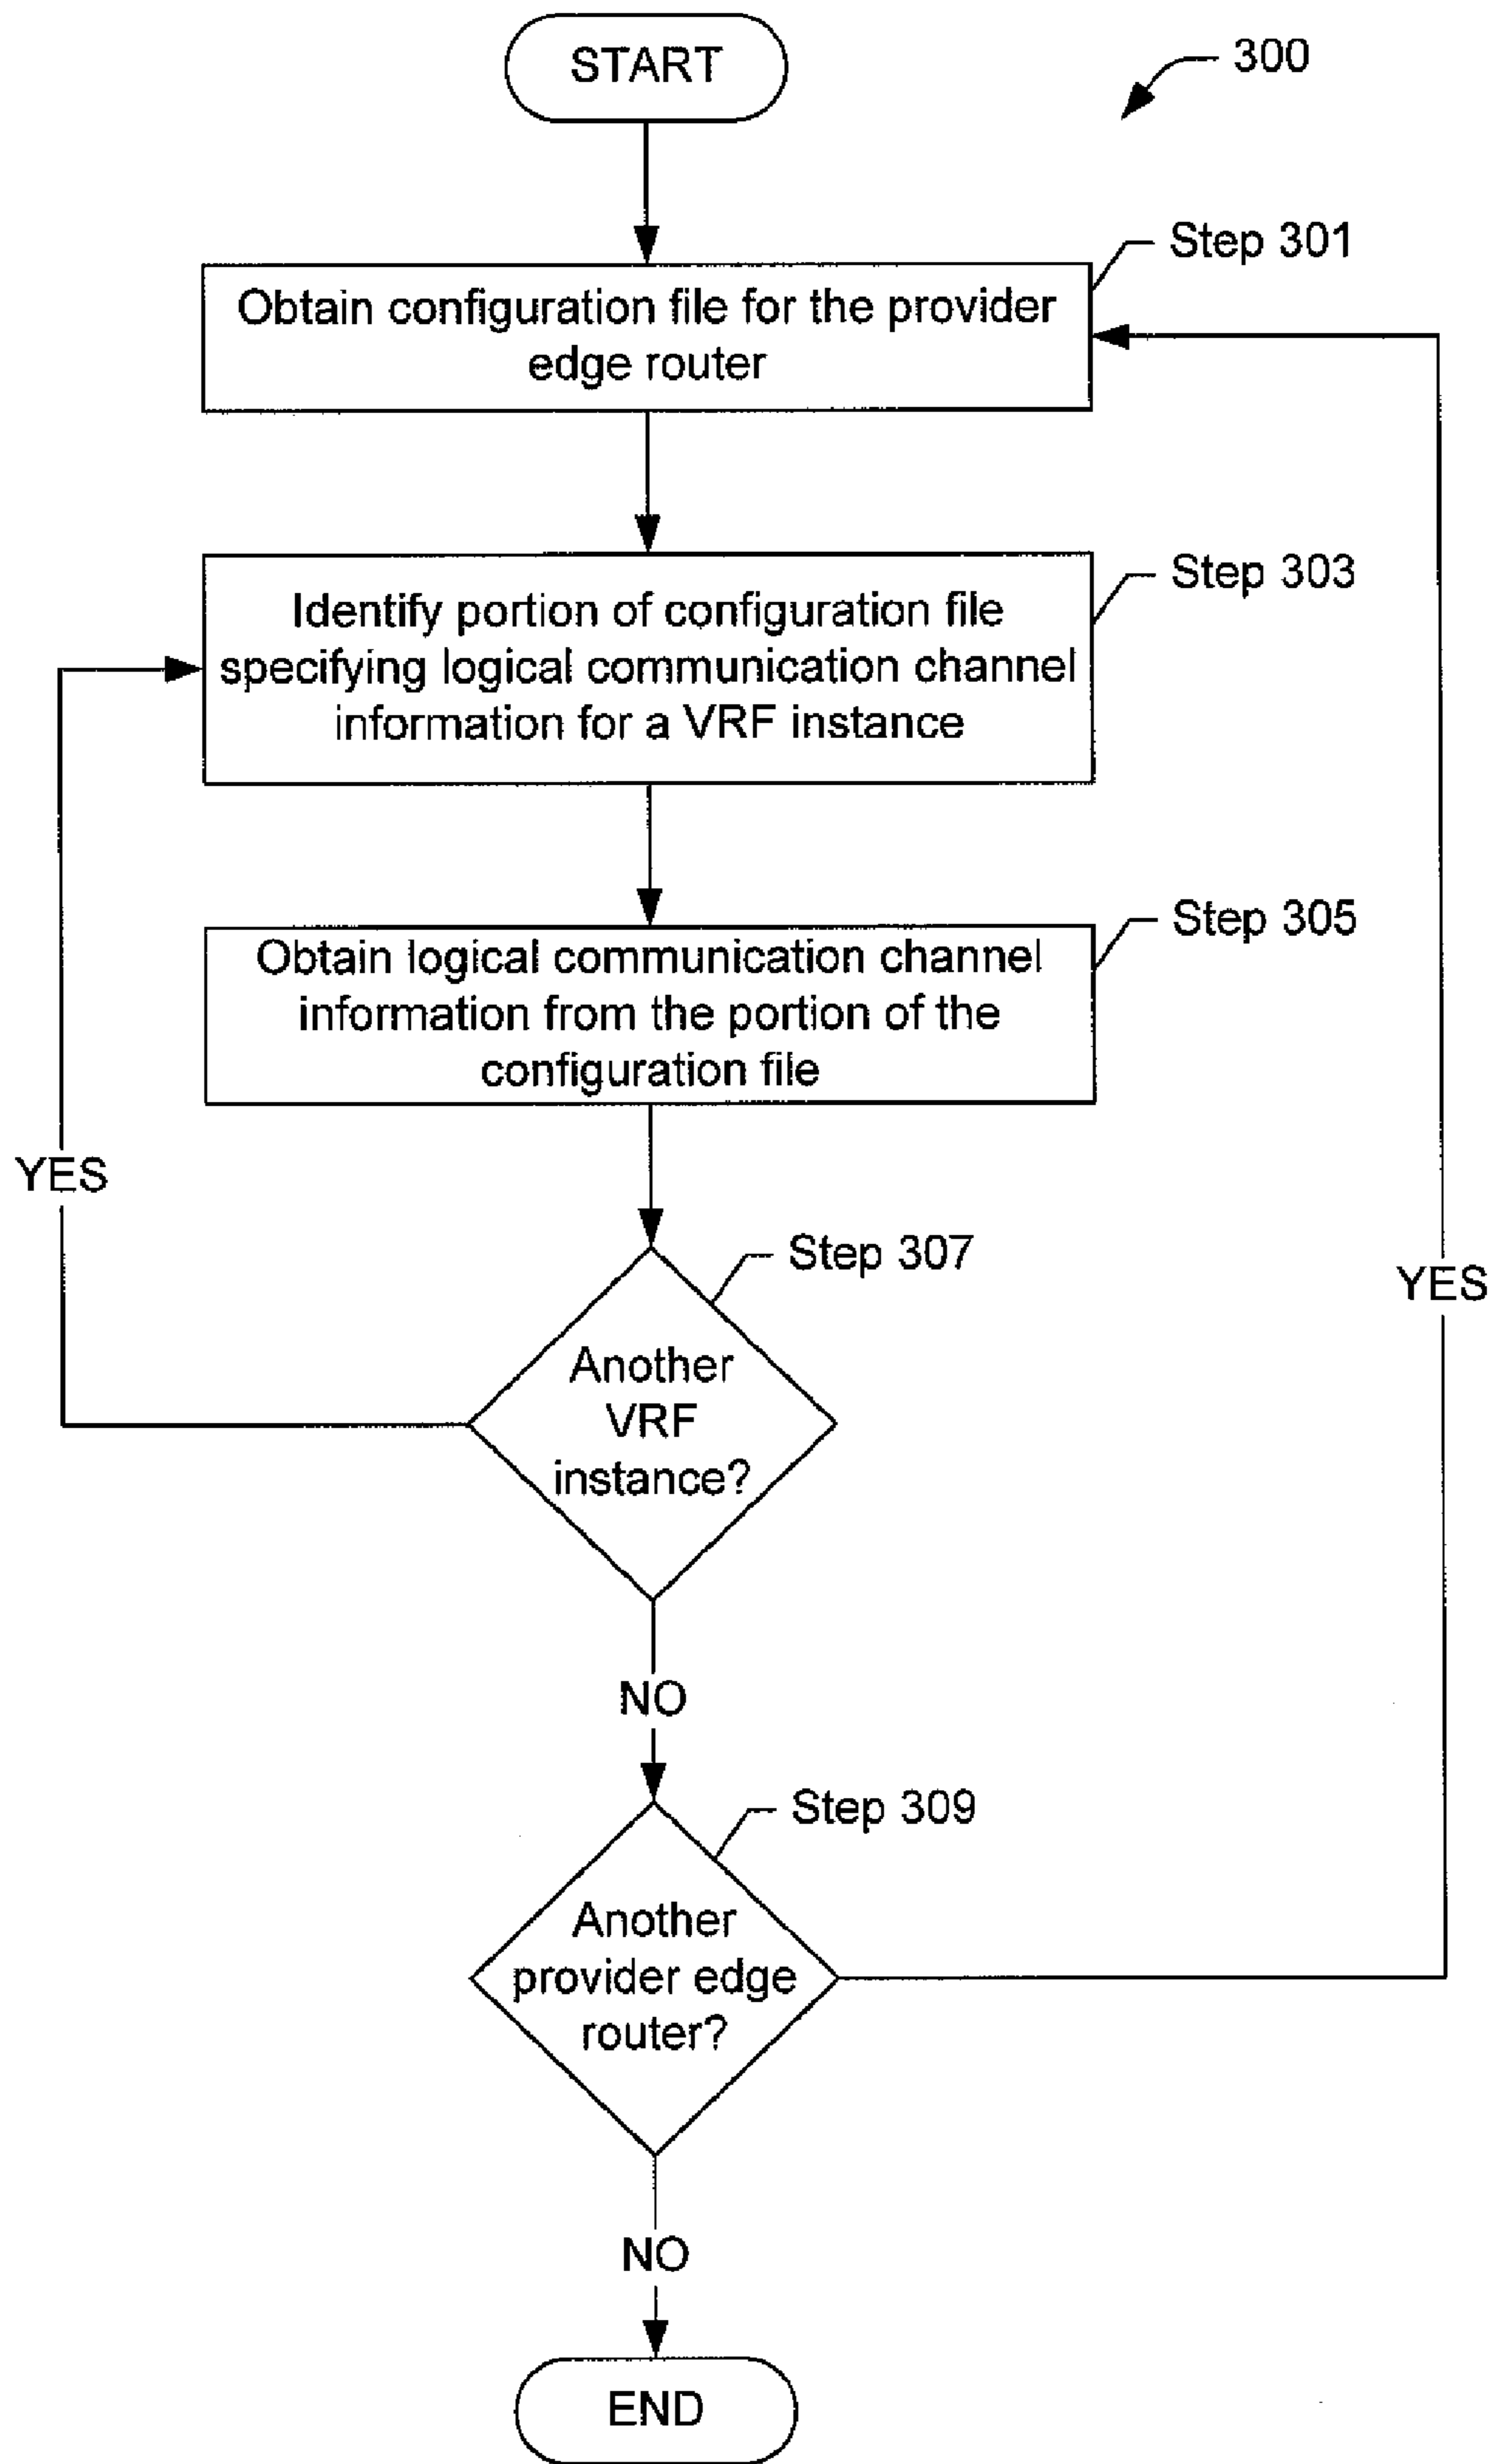 START
300
Step 301
Obtain configuration file for the provider
edge router
Step 303
Identify portion of configuration file
specifying logical communication channel
information for a VRF instance
Step 305
Obtain logical communication channel
information from the portion of the
configuration file
YES
Step 307
YES
Another
VRF
instance?
NO
Step 309
Another
provider edge
router?
NO
END